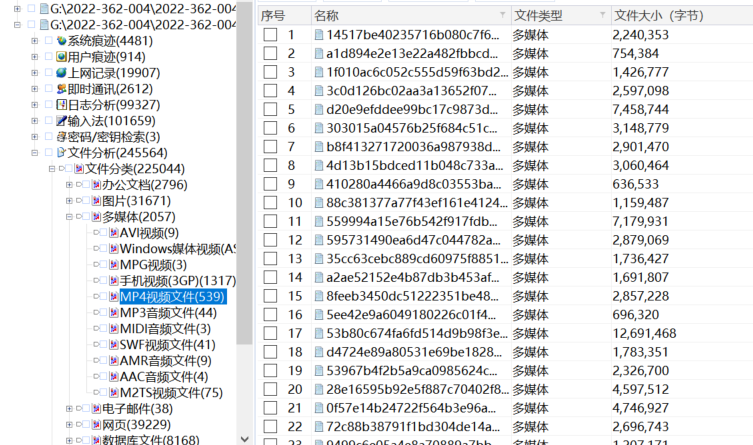 G:\2022-362-004\2022-362-004
G:\2022-362-004\2022-362-004
系统痕迹(4481)
用户痕迹(914)
上网记录(19907)
即时通讯(2612)
日志分析(99327)
输入法(101659)
密码/密钥检索(3)
文件分析(245564)
文件分类(225044)
办公文档(2796)
图片(31671)
多媒体(2057)
AVI视频(9)
Windows媒体视频(AS
MPG视频(3)
手机视频(3GP)(1317)
MP4视频文件(539)
MP3音频文件(44)
MIDI音频文件(3)
SWF视频文件(41)
AMR音频文件(9)
AAC音频文件(4)
M2TS视频文件(75)
电子邮件(38)
网页(39229)
数据库文件(8168)
序号 名称 文件类型 文件大小（字节）
1 14517be40235716b080c7f6... 多媒体 2,240,353
2 a1d894e2e13e22a482fbbcd... 多媒体 754,384
3 1f010ac6c052c555d59f63bd2... 多媒体 1,426,777
4 3c0d126bc02aa3a13652f07... 多媒体 2,597,098
5 d20e9efddee99bc17c9873d... 多媒体 7,458,744
6 303015a04576b25f684c51c... 多媒体 3,148,779
7 b8f413271720036a987938d... 多媒体 2,901,470
8 4d13b15bdced11b048c733a... 多媒体 3,060,464
9 410280a4466a9d8c03553ba... 多媒体 636,533
10 88c381377a77f43ef161e4124... 多媒体 1,159,487
11 559994a15e76b542f917fdb... 多媒体 7,179,931
12 595731490ea6d47c044782a... 多媒体 2,879,069
13 35cc63cebc889cd60975f8851... 多媒体 1,736,427
14 a2ae52152e4b87db3b453af... 多媒体 1,691,807
15 8feeb3450dc51222351be48... 多媒体 2,857,228
16 5ee42e9a6049180226c01f4... 多媒体 696,320
17 53b80c674fa6fd514d9b98f3e... 多媒体 12,691,468
18 d4724e89a80531e69be1828... 多媒体 1,783,351
19 53967b4f2b5a9ca0985624c... 多媒体 2,326,700
20 28e16595b92e5f887c70402f8... 多媒体 4,597,512
21 0f57e14b24722f564b3e96a... 多媒体 4,746,927
22 72c88b38791f1bd304de14a... 多媒体 2,696,743